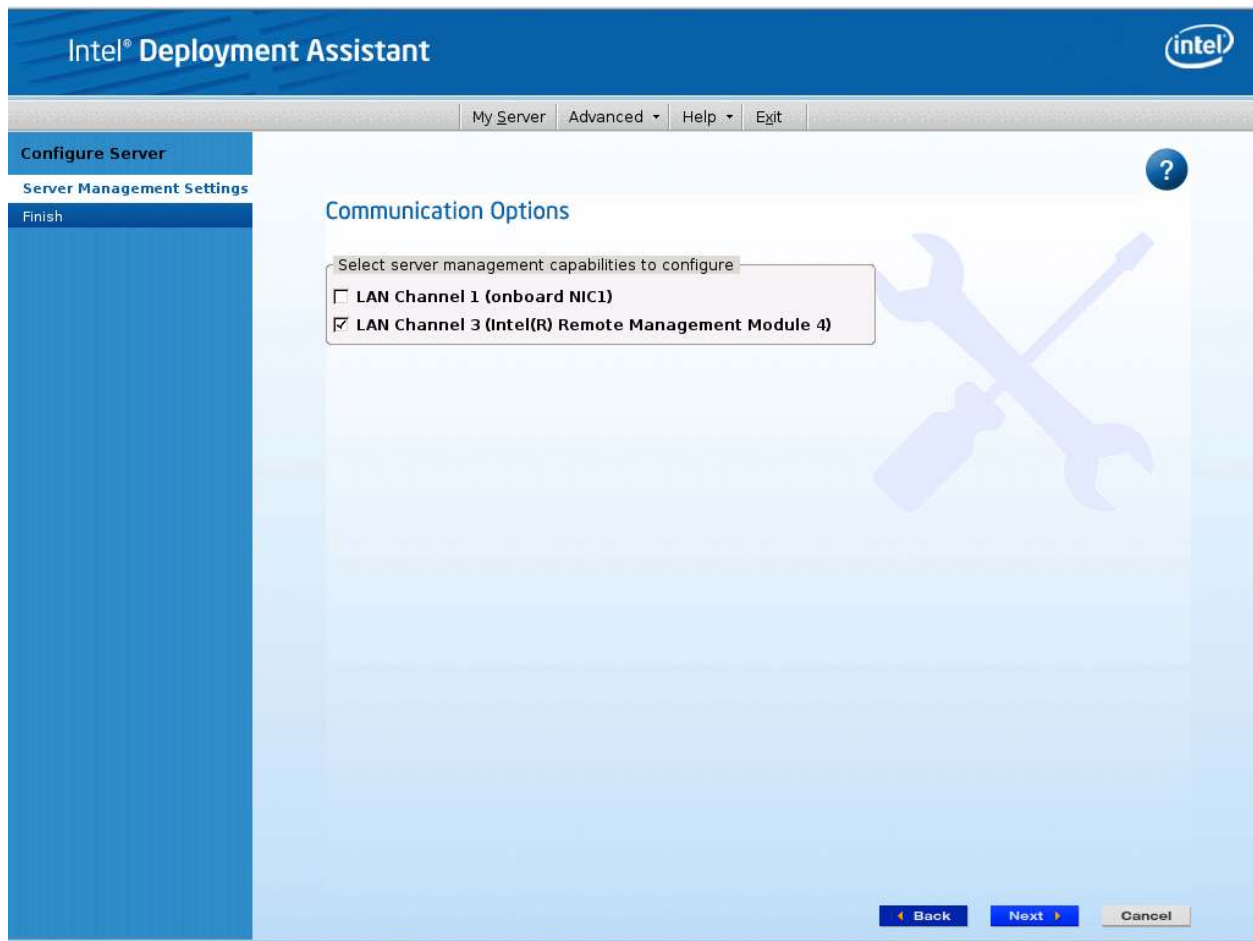 Intel® Deployment Assistant
intel
My Server Advanced Help Exit
Configure Server
Server Management Settings
Finish
?
Communication Options
Select server management capabilities to configure
LAN Channel 1 (onboard NIC1)
LAN Channel 3 (Intel(R) Remote Management Module 4)
Back Next Cancel